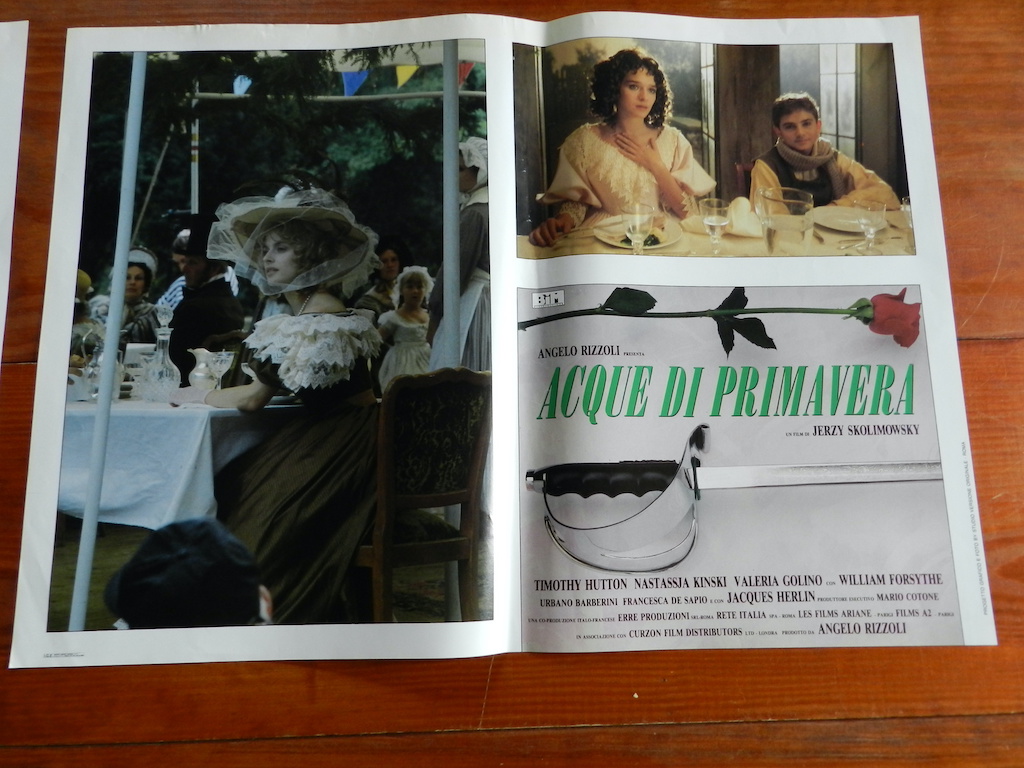 BiM
ANGELO RIZZOLI PRESENTA
ACQUE DI PRIMAVERA
UN FILM DI JERZY SKOLIMOWSKY
TIMOTHY HUTTON NASTASSJA KINSKI VALERIA GOLINO CON WILLIAM FORSYTHE
URBANO BARBERINI FRANCESCA DE SAPIO E CON JACQUES HERLIN PRODUTTORE ESECUTIVO MARIO COTONE
UNA CO-PRODUZIONE ITALO-FRANCESE ERRE PRODUZIONI SRL-ROMA RETE ITALIA SPA - ROMA LES FILMS ARIANE - PARIGI FILMS A2 - PARIGI
IN ASSOCIAZIONE CON CURZON FILM DISTRIBUTORS LTD - LONDRA PRODOTTO DA ANGELO RIZZOLI